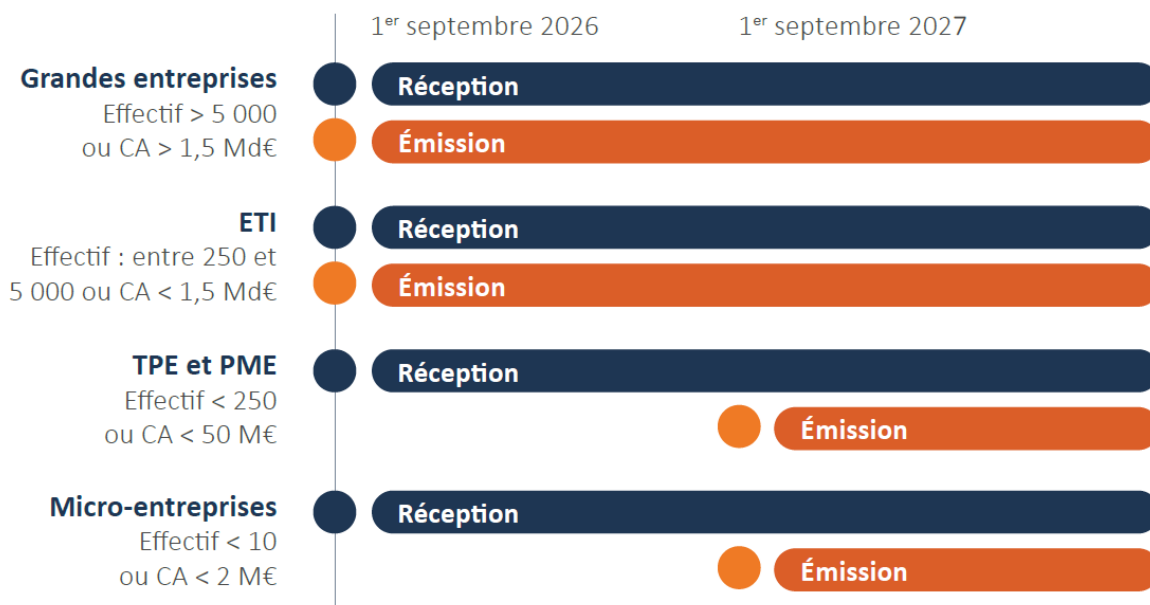 1er septembre 2026
1er septembre 2027
Grandes entreprises
Effectif > 5 000
ou CA > 1,5 Md€
Réception
Émission
ETI
Effectif : entre 250 et
5 000 ou CA < 1,5 Md€
Réception
Émission
TPE et PME
Effectif < 250
ou CA < 50 M€
Réception
Émission
Micro-entreprises
Effectif < 10
ou CA < 2 M€
Réception
Émission